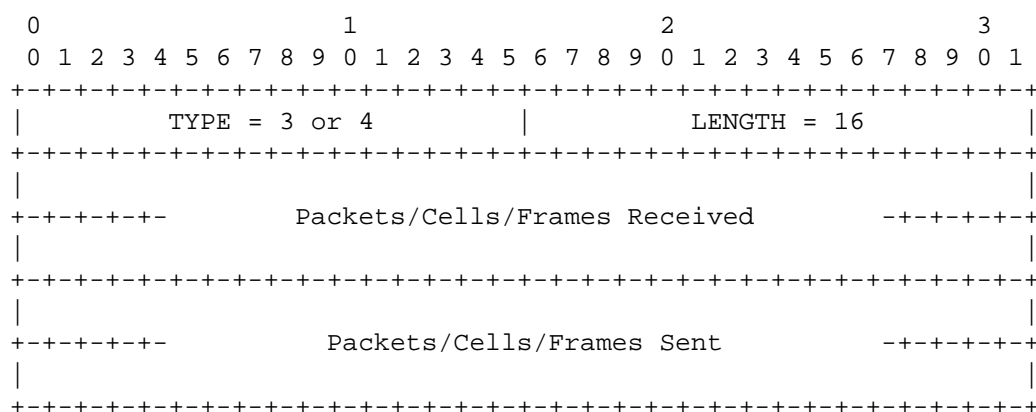 0                   1                   2                   3
 0 1 2 3 4 5 6 7 8 9 0 1 2 3 4 5 6 7 8 9 0 1 2 3 4 5 6 7 8 9 0 1
+-+-+-+-+-+-+-+-+-+-+-+-+-+-+-+-+-+-+-+-+-+-+-+-+-+-+-+-+-+-+-+-+
|         TYPE = 3 or 4         |          LENGTH = 16          |
+-+-+-+-+-+-+-+-+-+-+-+-+-+-+-+-+-+-+-+-+-+-+-+-+-+-+-+-+-+-+-+-+
|                                                               |
+-+-+-+-+-        Packets/Cells/Frames Received        -+-+-+-+-+
|                                                               |
+-+-+-+-+-+-+-+-+-+-+-+-+-+-+-+-+-+-+-+-+-+-+-+-+-+-+-+-+-+-+-+-+
|                                                               |
+-+-+-+-+-          Packets/Cells/Frames Sent          -+-+-+-+-+
|                                                               |
+-+-+-+-+-+-+-+-+-+-+-+-+-+-+-+-+-+-+-+-+-+-+-+-+-+-+-+-+-+-+-+-+